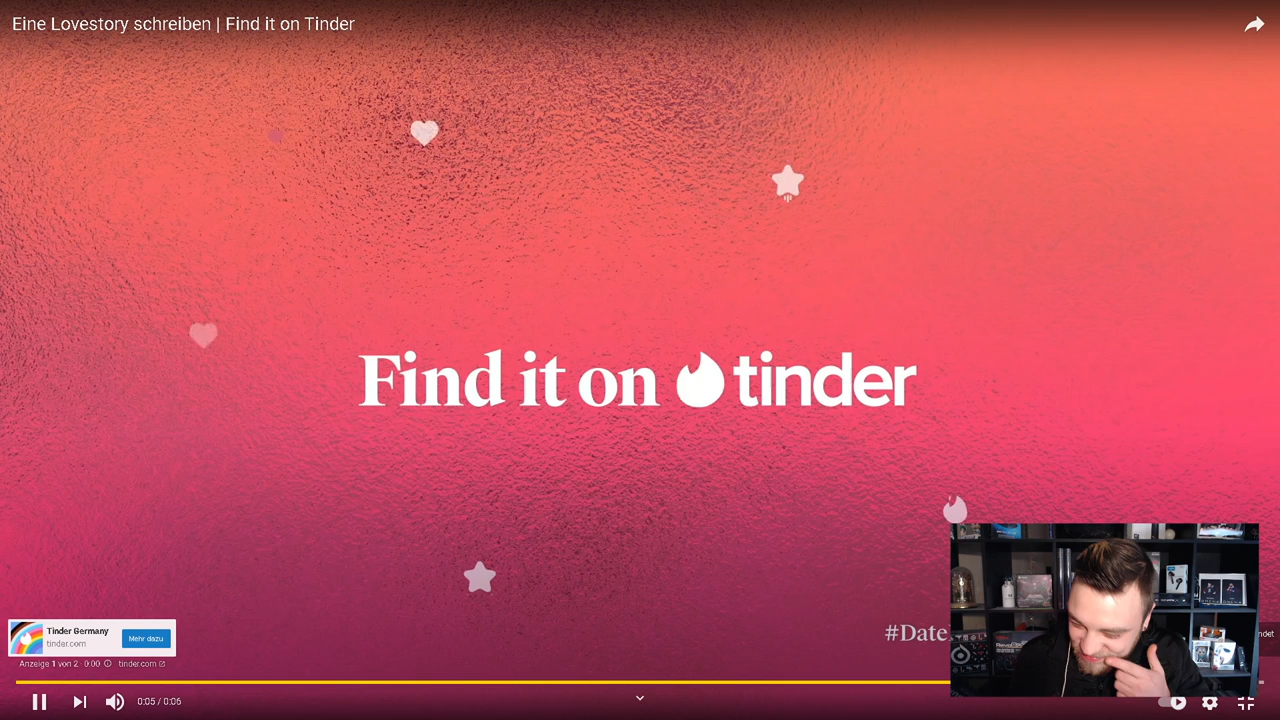 Eine Lovestory schreiben | Find it on Tinder
Find it on tinder
#Date
Tinder Germany
tinder.com
Mehr dazu
Anzeige 1 von 2 · 0:00 tinder.com
0:05 / 0:06